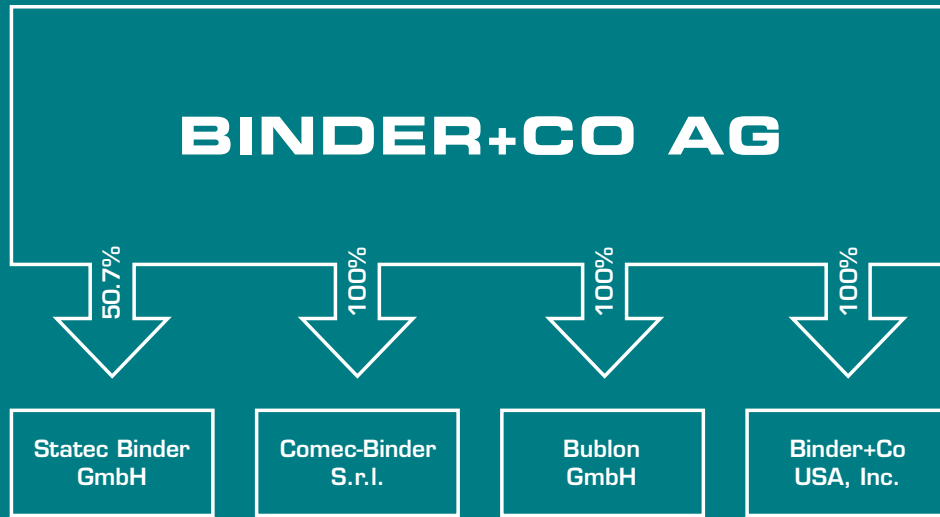 BINDER+CO AG
50.7%
100%
100%
100%
Statec Binder
GmbH
Comec-Binder
S.r.l.
Bublon
GmbH
Binder+Co
USA, Inc.